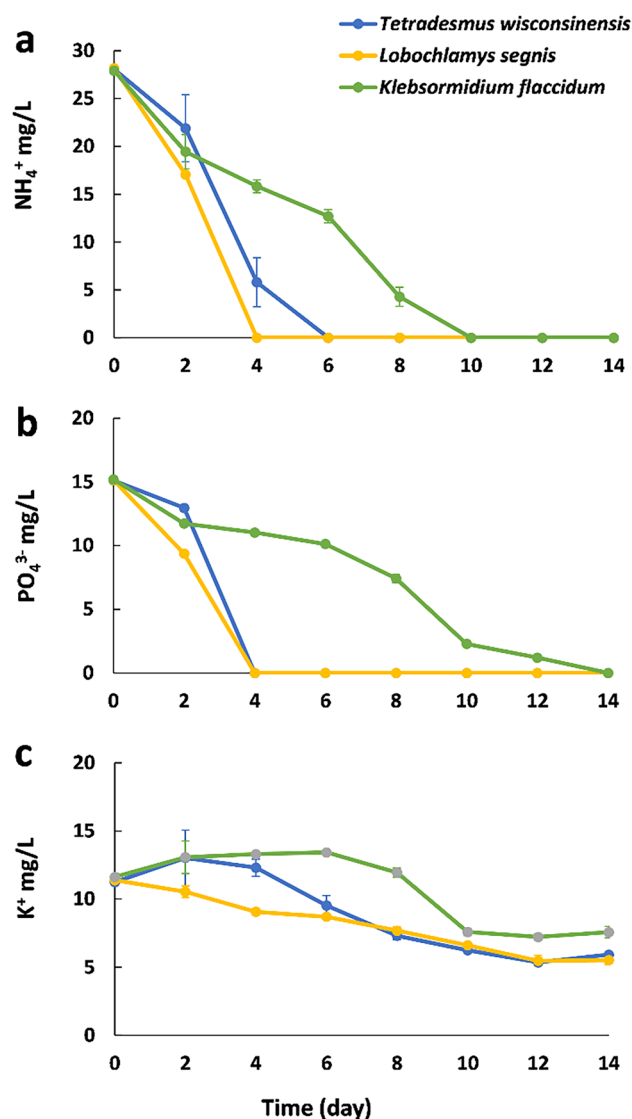 Tetradesmus wisconsinensis
Lobochlamys segnis
Klebsormidium flaccidum
a
NH₄⁺ mg/L
30
25
20
15
10
5
0
0 2 4 6 8 10 12 14
b
PO₄³⁻ mg/L
20
15
10
5
0
0 2 4 6 8 10 12 14
c
K⁺ mg/L
20
15
10
5
0
0 2 4 6 8 10 12 14
Time (day)